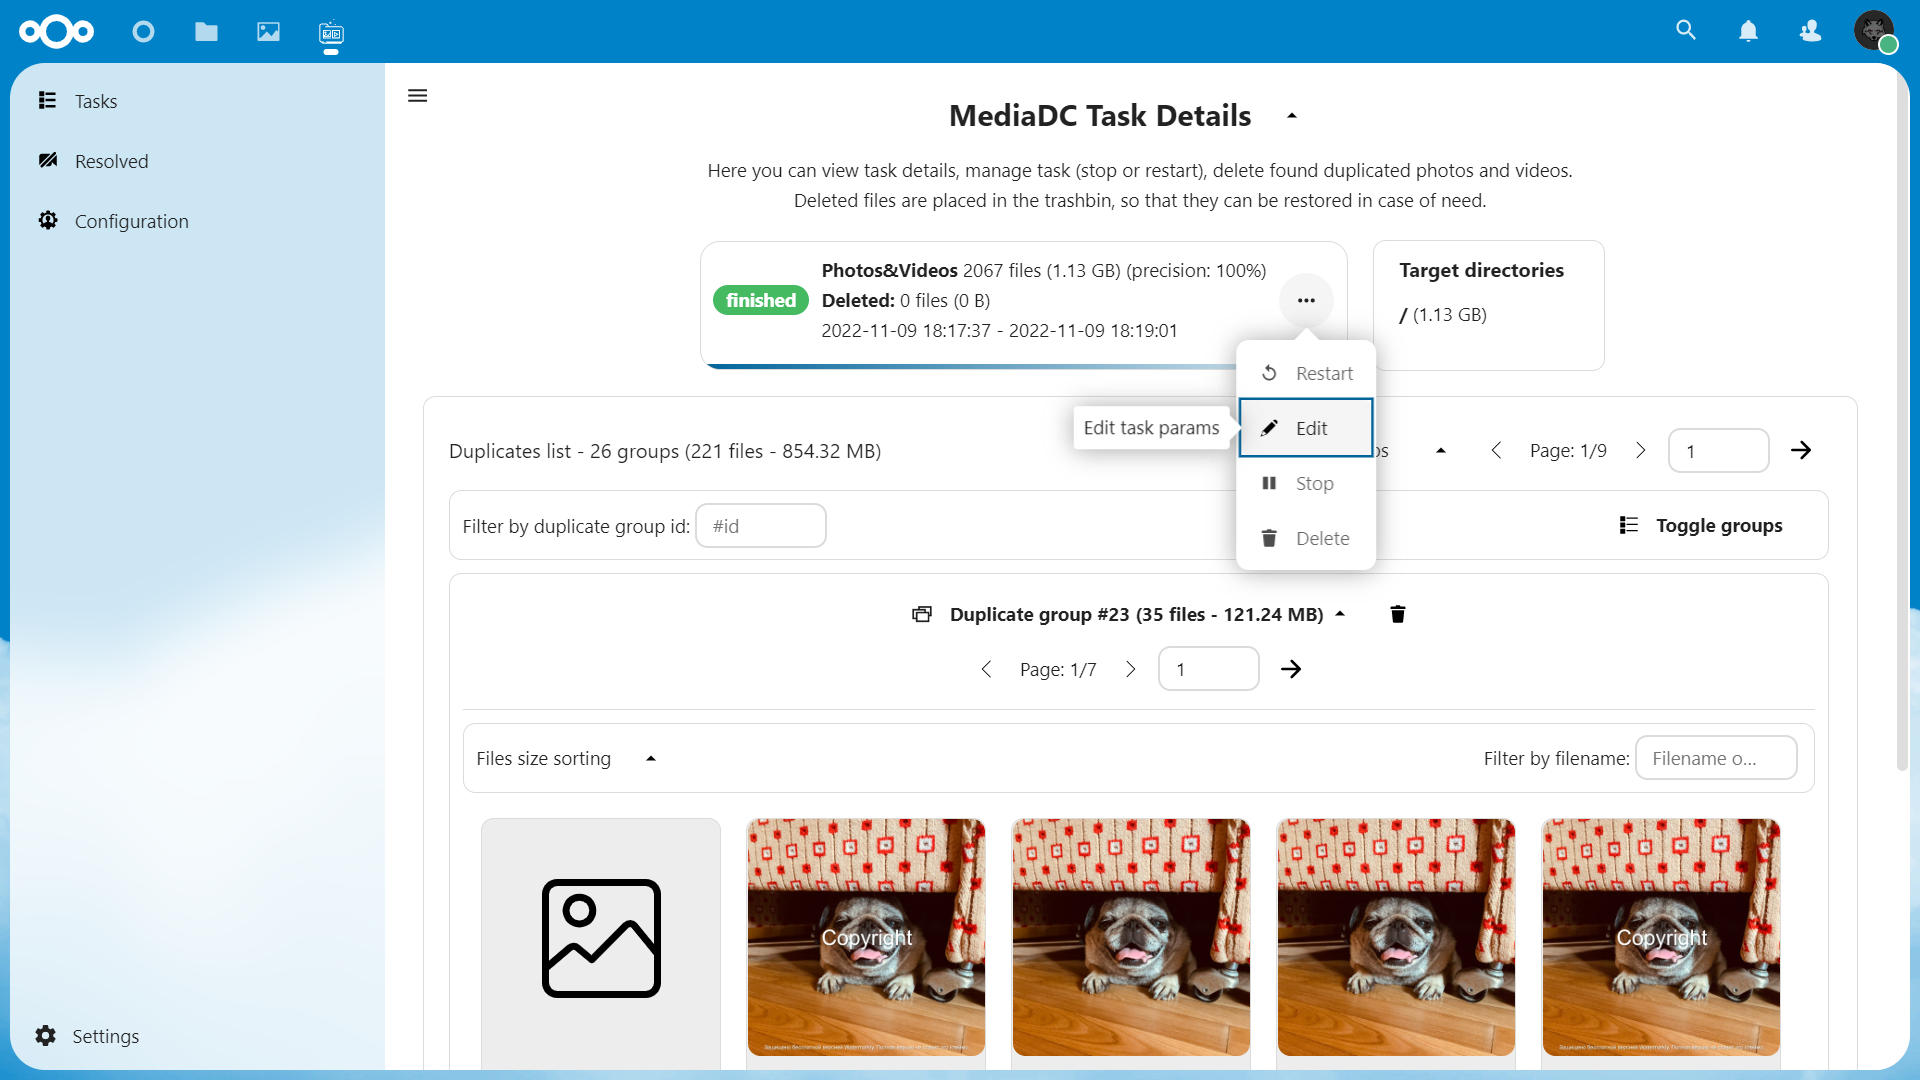 Tasks
Resolved
Configuration
Settings
MediaDC Task Details
Here you can view task details, manage task (stop or restart), delete found duplicated photos and videos.
Deleted files are placed in the trashbin, so that they can be restored in case of need.
finished
Photos&Videos 2067 files (1.13 GB) (precision: 100%)
Deleted: 0 files (0 B)
2022-11-09 18:17:37 - 2022-11-09 18:19:01
Target directories
/ (1.13 GB)
Restart
Edit task params
Edit
Stop
Delete
Duplicates list - 26 groups (221 files - 854.32 MB)
Page: 1/9
1
Filter by duplicate group id:
#id
Toggle groups
Duplicate group #23 (35 files - 121.24 MB)
Page: 1/7
1
Files size sorting
Filter by filename:
Filename o...
Copyright
Copyright